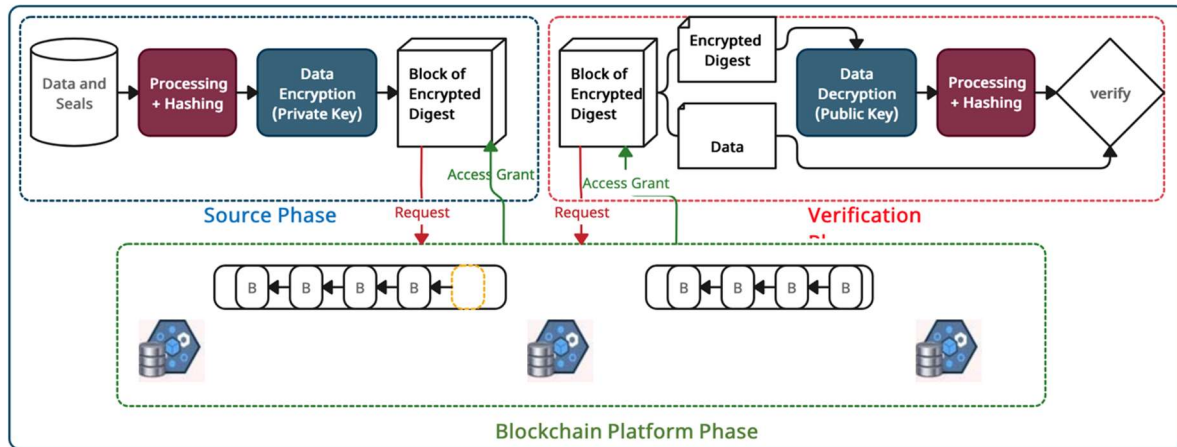 Data and
Seals
Processing
+ Hashing
Data
Encryption
(Private Key)
Block of
Encrypted
Digest
Block of
Encrypted
Digest
Encrypted
Digest
Data
Data
Decryption
(Public Key)
Processing
+ Hashing
verify
Access Grant
Request
Access Grant
Request
Source Phase
Verification
B B B B
B B B B
Blockchain Platform Phase